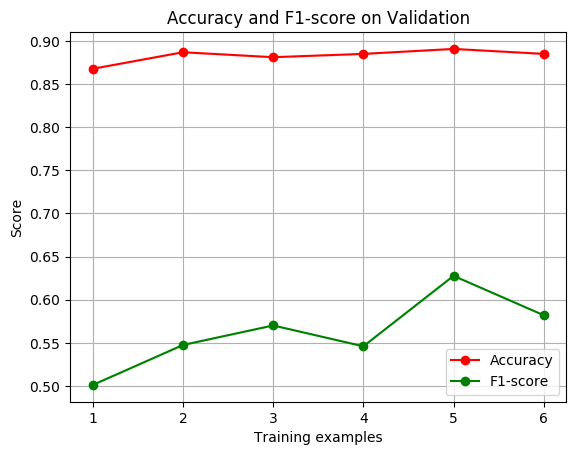 Accuracy and F1-score on Validation
0.90
0.85
0.80
0.75
0.70
0.65
0.60
0.55
0.50
Score
1 2 3 4 5 6
Training examples
Accuracy
F1-score